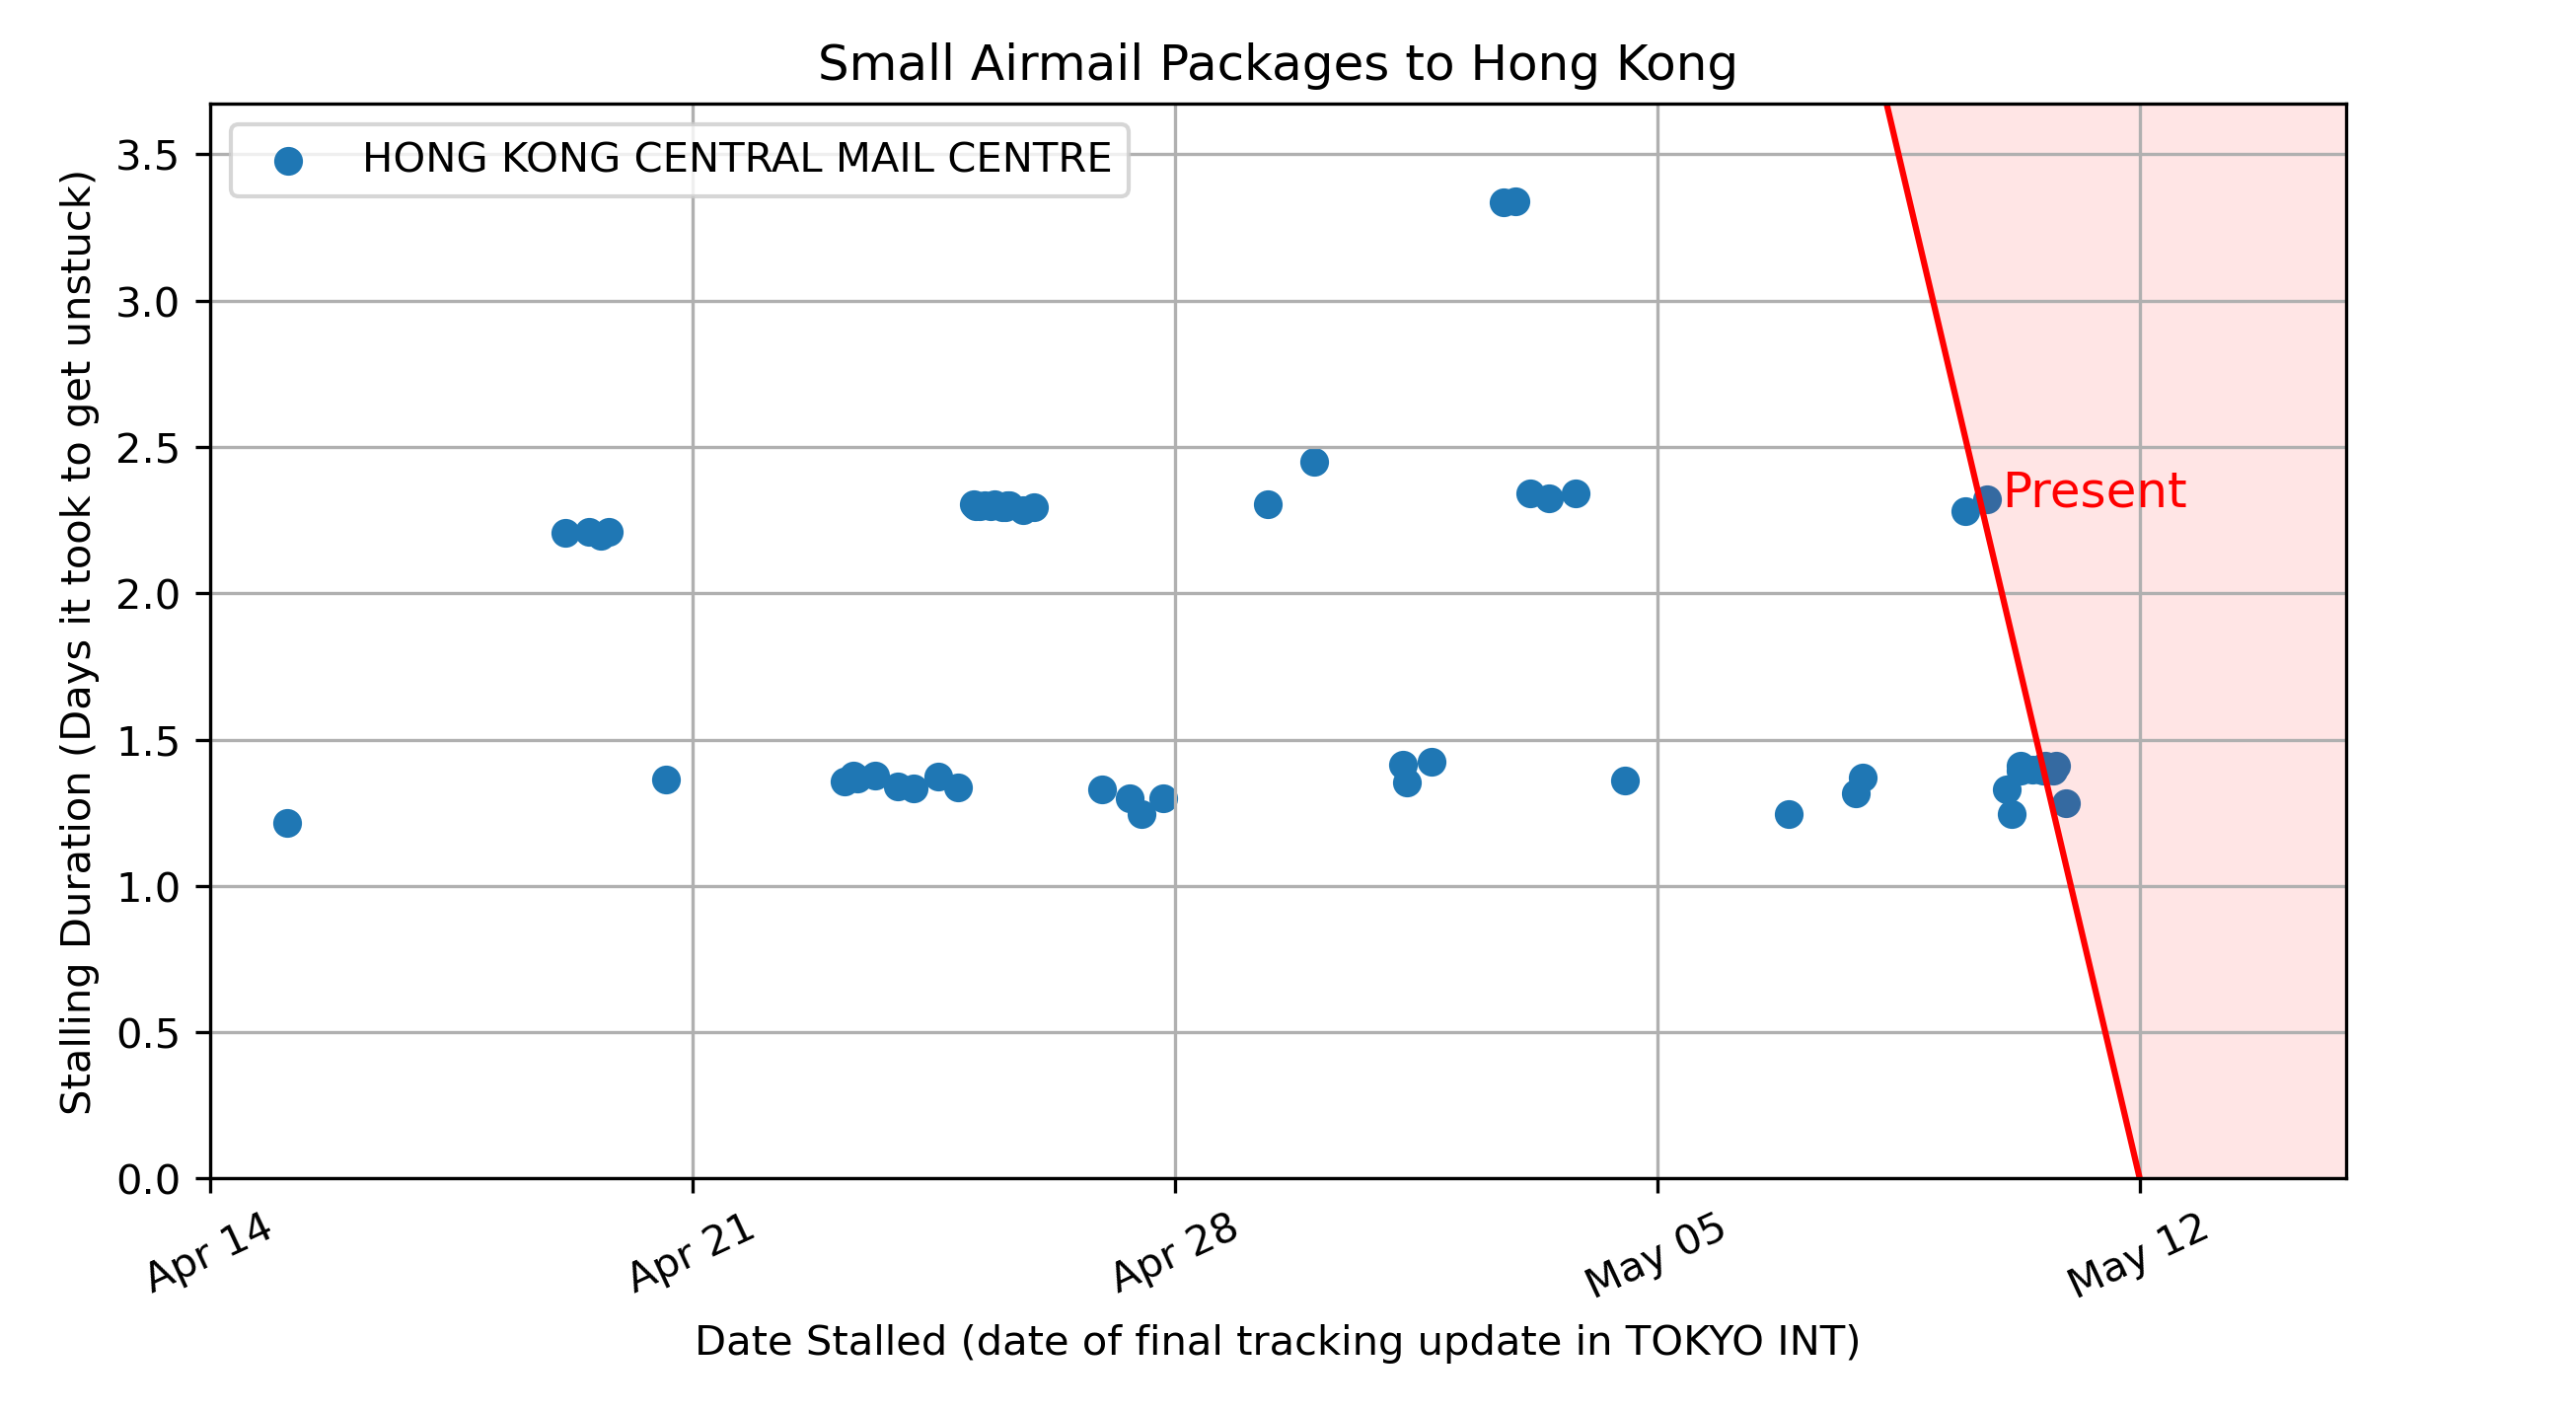 Small Airmail Packages to Hong Kong
HONG KONG CENTRAL MAIL CENTRE
Stalling Duration (Days it took to get unstuck)
3.5
3.0
2.5
2.0
1.5
1.0
0.5
0.0
Present
Apr 14
Apr 21
Apr 28
May 05
May 12
Date Stalled (date of final tracking update in TOKYO INT)